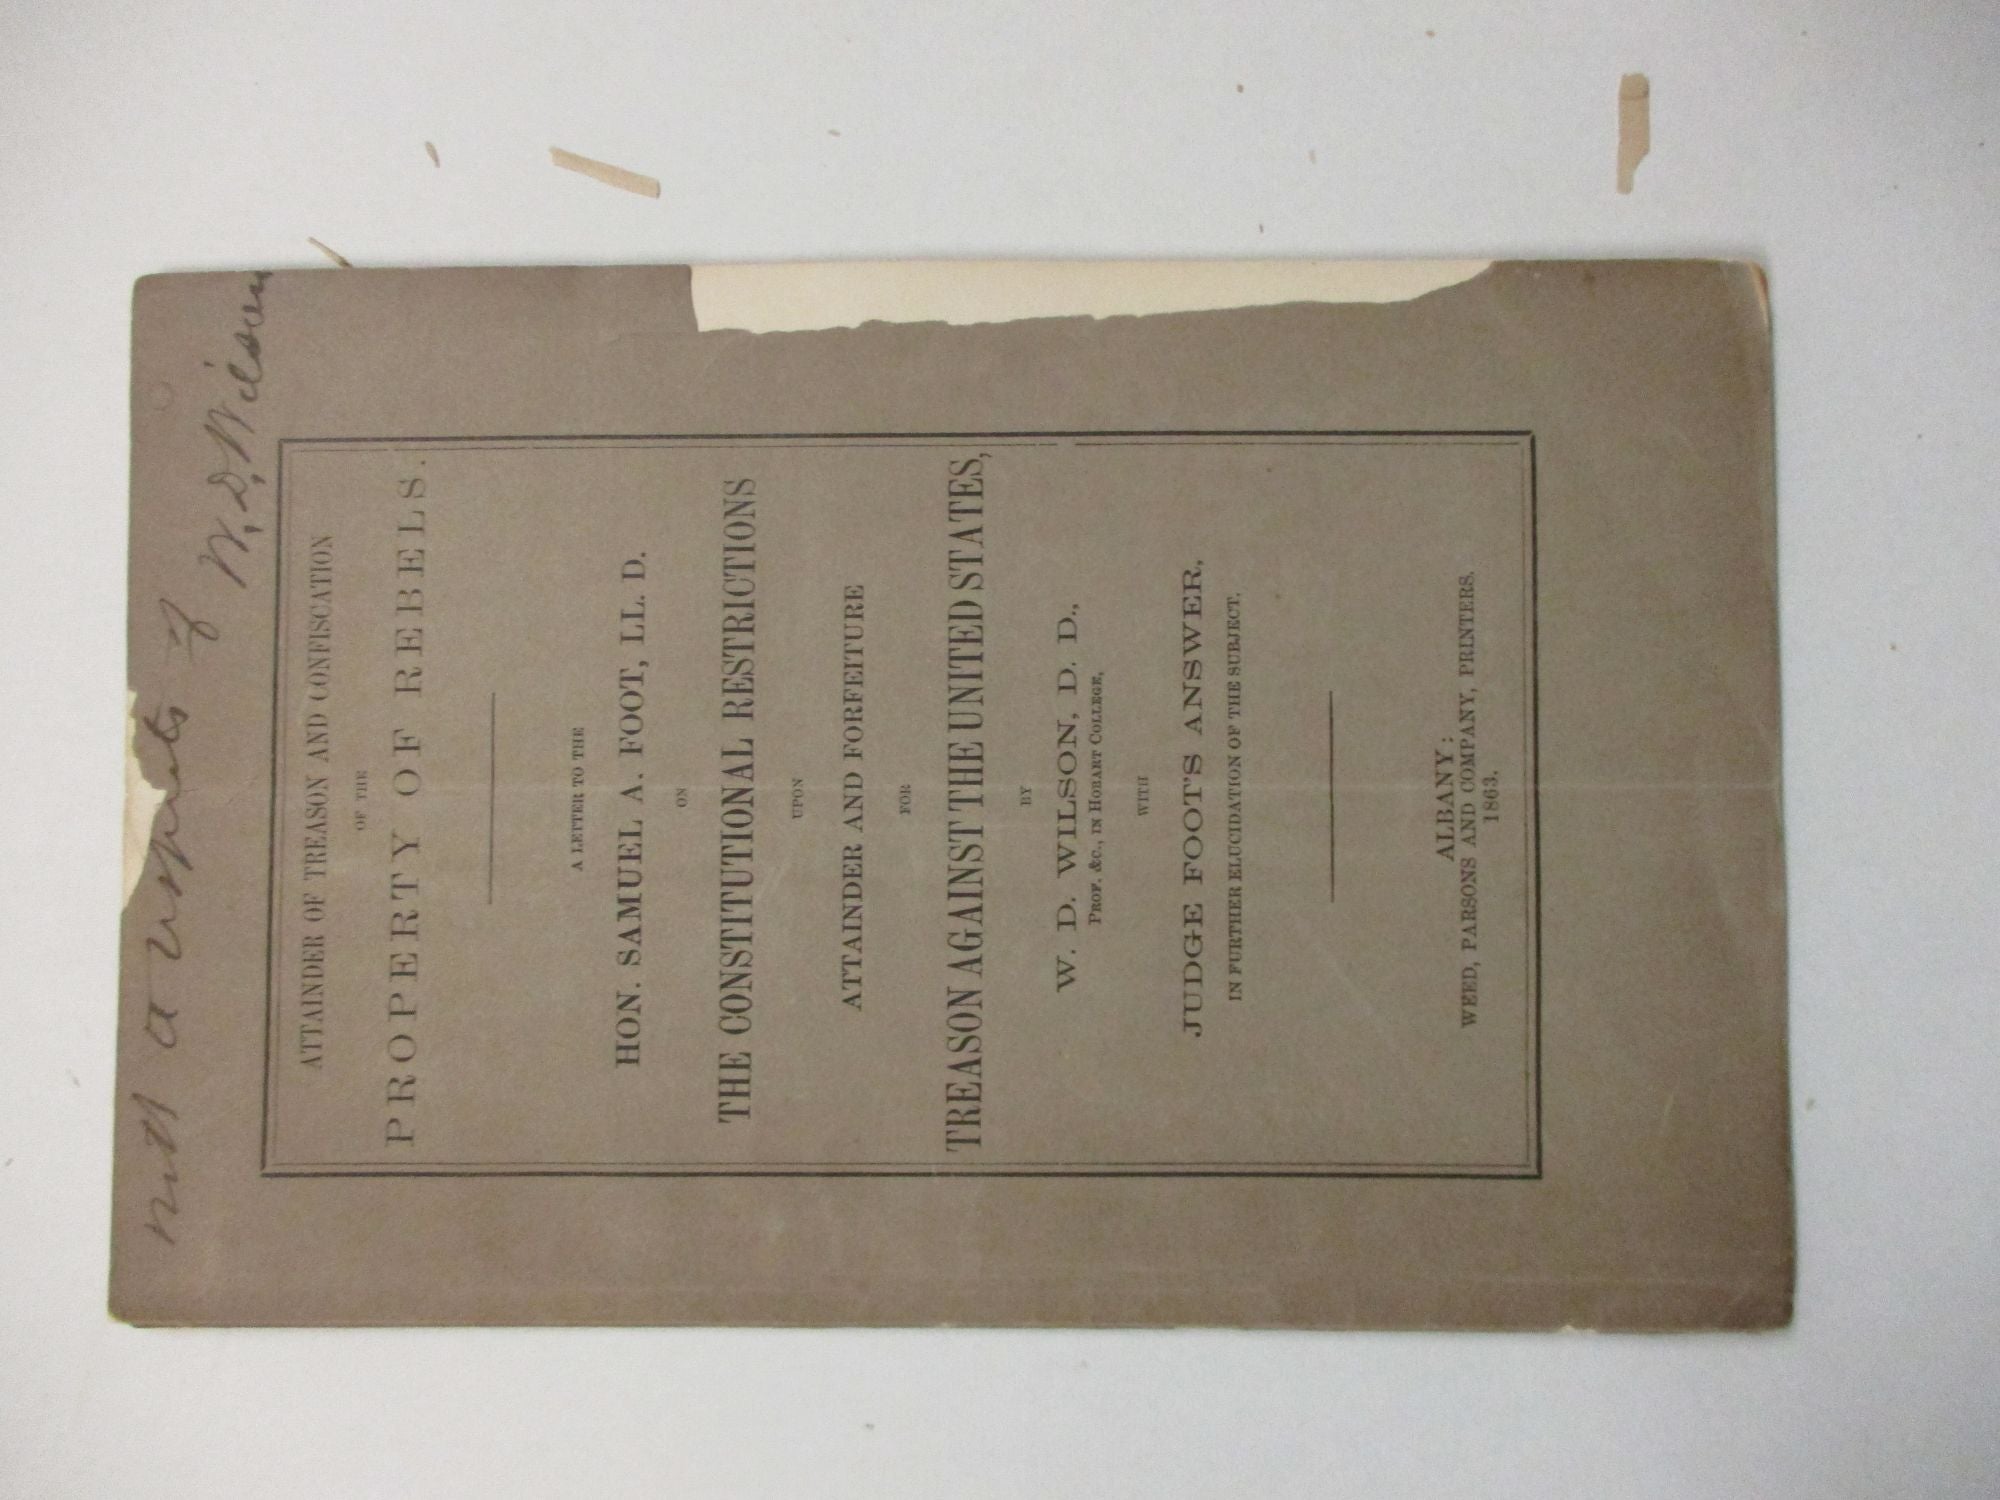 With a respects of
W. D. Wilson
ATTAINDER OF TREASON AND CONFISCATION
OF THE
PROPERTY OF REBELS.
A LETTER TO THE
HON. SAMUEL A. FOOT, LL. D.
ON
THE CONSTITUTIONAL RESTRICTIONS
UPON
ATTAINDER AND FORFEITURE
FOR
TREASON AGAINST THE UNITED STATES,
BY
W. D. WILSON, D. D.,
PROF. &c., IN HOBART COLLEGE,
WITH
JUDGE FOOT'S ANSWER,
IN FURTHER ELUCIDATION OF THE SUBJECT.
ALBANY:
WEED, PARSONS AND COMPANY, PRINTERS.
1863.